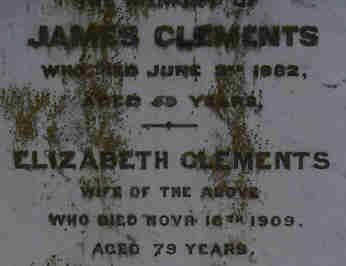 JAMES CLEMENTS
WHO DIED JUNE 1882,
AGED YEARS.
ELIZABETH CLEMENTS
WIFE OF THE ABOVE
WHO DIED NOVR 16TH 1909.
AGED 79 YEARS.